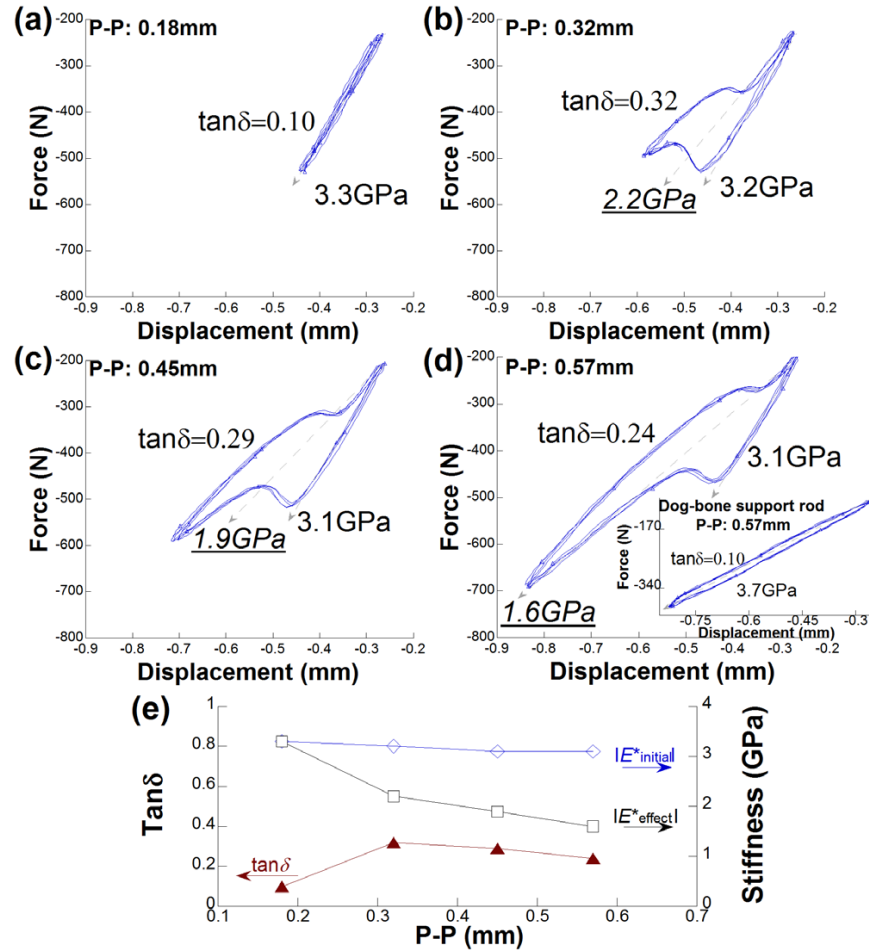 (a)
P-P: 0.18mm
-200
-300
-400
-500
-600
-700
-800
Force (N)
tanδ=0.10
3.3GPa
-0.9 -0.8 -0.7 -0.6 -0.5 -0.4 -0.3 -0.2
Displacement (mm)
(b)
P-P: 0.32mm
-200
-300
-400
-500
-600
-700
-800
Force (N)
tanδ=0.32
2.2GPa
3.2GPa
-0.9 -0.8 -0.7 -0.6 -0.5 -0.4 -0.3 -0.2
Displacement (mm)
(c)
P-P: 0.45mm
-200
-300
-400
-500
-600
-700
-800
Force (N)
tanδ=0.29
1.9GPa
3.1GPa
-0.9 -0.8 -0.7 -0.6 -0.5 -0.4 -0.3 -0.2
Displacement (mm)
(d)
P-P: 0.57mm
-200
-300
-400
-500
-600
-700
-800
Force (N)
tanδ=0.24
3.1GPa
1.6GPa
Dog-bone support rod
P-P: 0.57mm
-170
-340
Force (N)
tanδ=0.10
3.7GPa
-0.75 -0.6 -0.45 -0.3
Displacement (mm)
-0.9 -0.8 -0.7 -0.6 -0.5 -0.4 -0.3 -0.2
Displacement (mm)
(e)
1
0.8
0.6
0.4
0.2
0
Tanδ
4
3
2
1
0
Stiffness (GPa)
|E*initial|
|E*effect|
tanδ
0.1 0.2 0.3 0.4 0.5 0.6 0.7
P-P (mm)